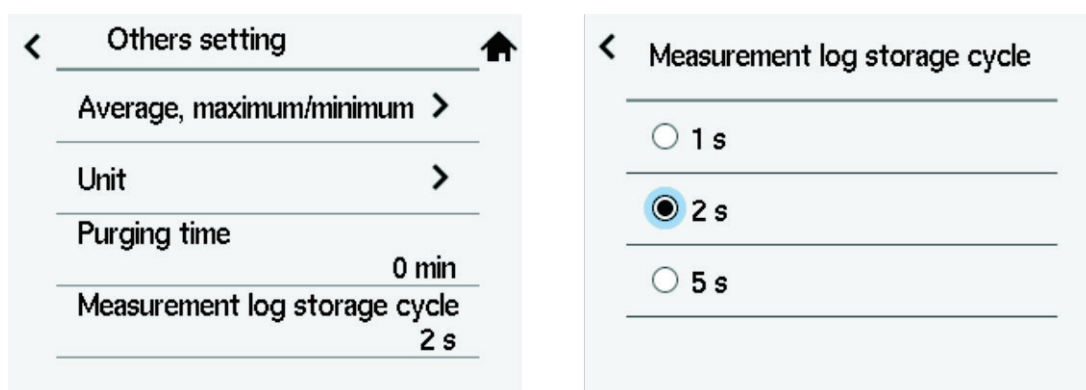 Others setting
Average, maximum/minimum
Unit
Purging time
0 min
Measurement log storage cycle
2 s
Measurement log storage cycle
1 s
2 s
5 s